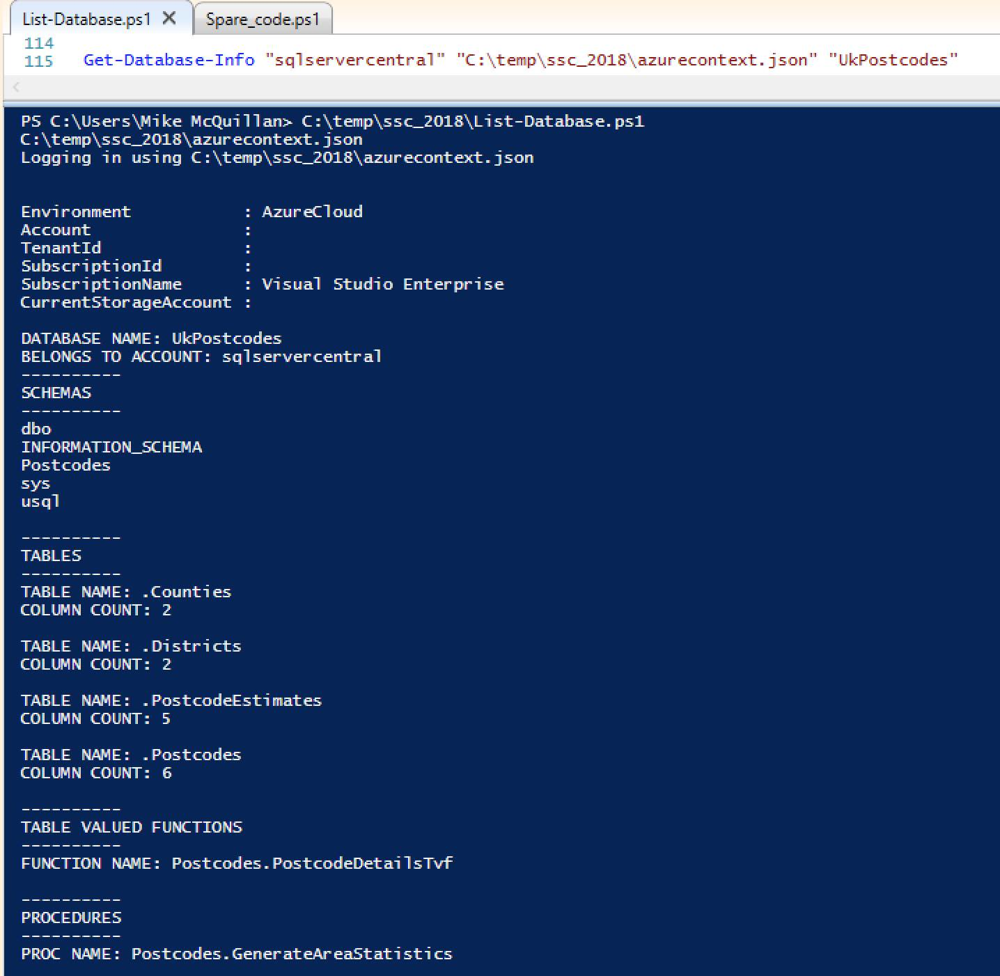 List-Database.ps1 X Spare_code.ps1
114
115 Get-Database-Info "sqlservercentral" "C:\temp\ssc_2018\azurecontext.json" "UkPostcodes"
PS C:\Users\Mike McQuillan> C:\temp\ssc_2018\List-Database.ps1
C:\temp\ssc_2018\azurecontext.json
Logging in using C:\temp\ssc_2018\azurecontext.json
Environment : AzureCloud
Account :
TenantId :
SubscriptionId :
SubscriptionName : Visual Studio Enterprise
CurrentStorageAccount :
DATABASE NAME: UkPostcodes
BELONGS TO ACCOUNT: sqlservercentral
----------
SCHEMAS
----------
dbo
INFORMATION_SCHEMA
Postcodes
sys
usql
----------
TABLES
----------
TABLE NAME: .Counties
COLUMN COUNT: 2
TABLE NAME: .Districts
COLUMN COUNT: 2
TABLE NAME: .PostcodeEstimates
COLUMN COUNT: 5
TABLE NAME: .Postcodes
COLUMN COUNT: 6
----------
TABLE VALUED FUNCTIONS
----------
FUNCTION NAME: Postcodes.PostcodeDetailsTvf
----------
PROCEDURES
----------
PROC NAME: Postcodes.GenerateAreaStatistics